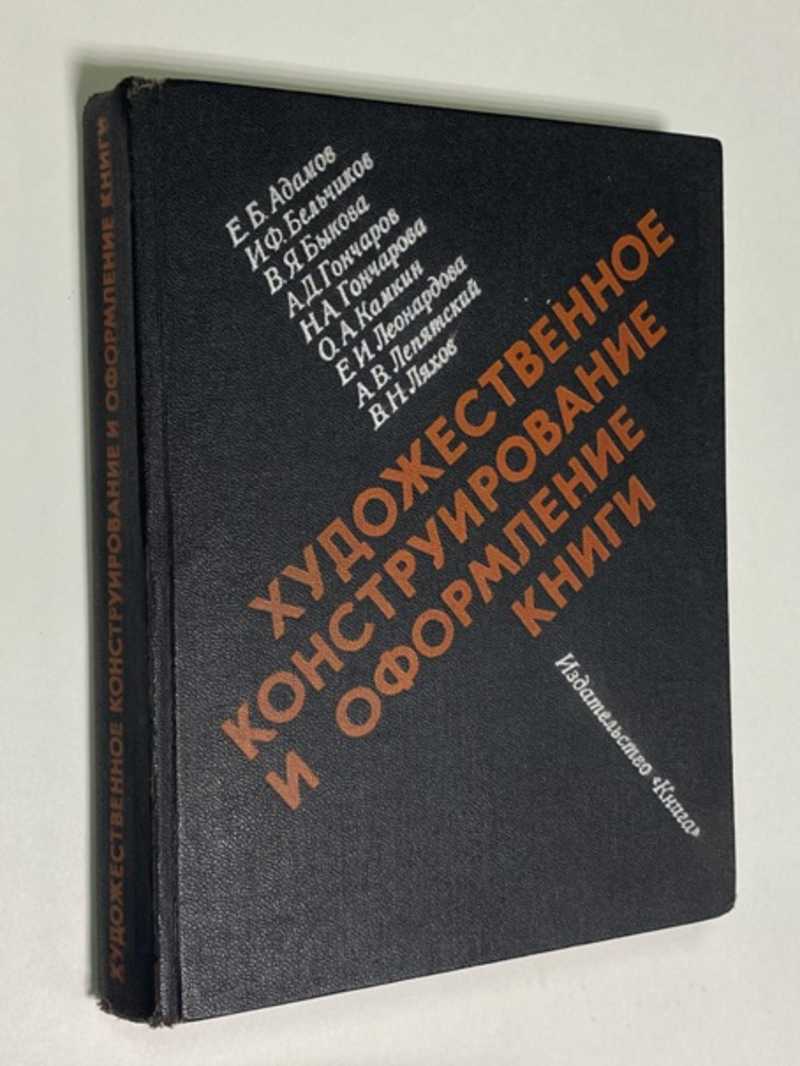 Е. Б. Адамов
И.Ф. Бельчиков
В.Я Быкова
А.Д. Гончаров
Н.А Гончарова
О.А Камкин
Е.И. Леонардова
А.В. Лепятский
В.Н. Ляхов
ХУДОЖЕСТВЕННОЕ
КОНСТРУИРОВАНИЕ
И ОФОРМЛЕНИЕ
КНИГИ
Издательство «Книга»
ХУДОЖЕСТВЕННОЕ КОНСТРУИРОВАНИЕ И ОФОРМЛЕНИЕ КНИГИ